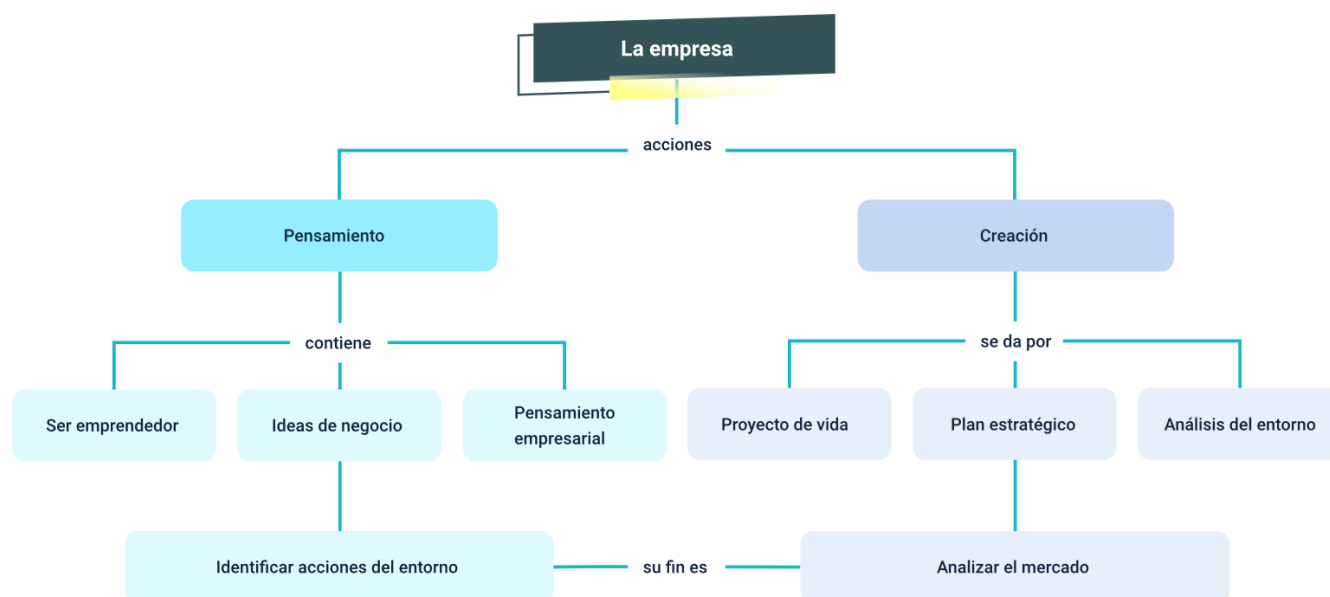 La empresa
acciones
Pensamiento
Creación
contiene
se da por
Ser emprendedor
Ideas de negocio
Pensamiento
empresarial
Proyecto de vida
Plan estratégico
Análisis del entorno
Identificar acciones del entorno
su fin es
Analizar el mercado